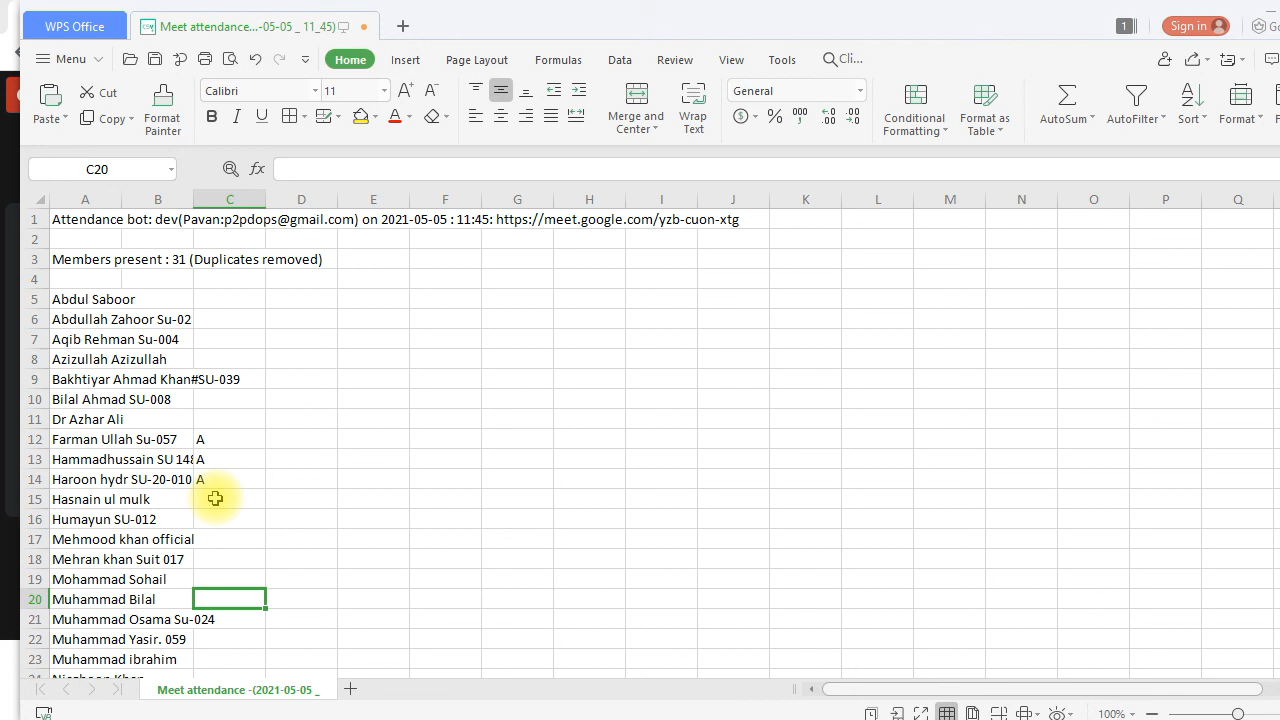 WPS Office
Meet attendance...-05-05 _ 11_45)
1
Sign in
Go
Menu
Home
Insert
Page Layout
Formulas
Data
Review
View
Tools
Cli...
Paste
Cut
Copy
Format Painter
Calibri
11
Merge and Center
Wrap Text
General
Conditional Formatting
Format as Table
AutoSum
AutoFilter
Sort
Format
C20
fx
A B C D E F G H I J K L M N O P Q
1 Attendance bot: dev(Pavan:p2pdops@gmail.com) on 2021-05-05 : 11:45: https://meet.google.com/yzb-cuon-xtg
2
3 Members present : 31 (Duplicates removed)
4
5 Abdul Saboor
6 Abdullah Zahoor Su-02
7 Aqib Rehman Su-004
8 Azizullah Azizullah
9 Bakhtiyar Ahmad Khan#SU-039
10 Bilal Ahmad SU-008
11 Dr Azhar Ali
12 Farman Ullah Su-057 A
13 Hammadhussain SU 148 A
14 Haroon hydr SU-20-010 A
15 Hasnain ul mulk
16 Humayun SU-012
17 Mehmood khan official
18 Mehran khan Suit 017
19 Mohammad Sohail
20 Muhammad Bilal
21 Muhammad Osama Su-024
22 Muhammad Yasir. 059
23 Muhammad ibrahim
Meet attendance -(2021-05-05 _
100%